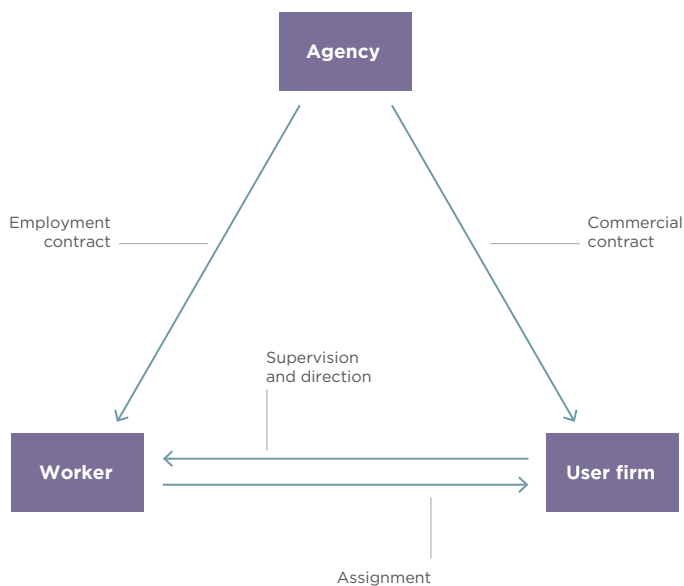 Agency
Employment
contract
Commercial
contract
Supervision
and direction
Worker
User firm
Assignment